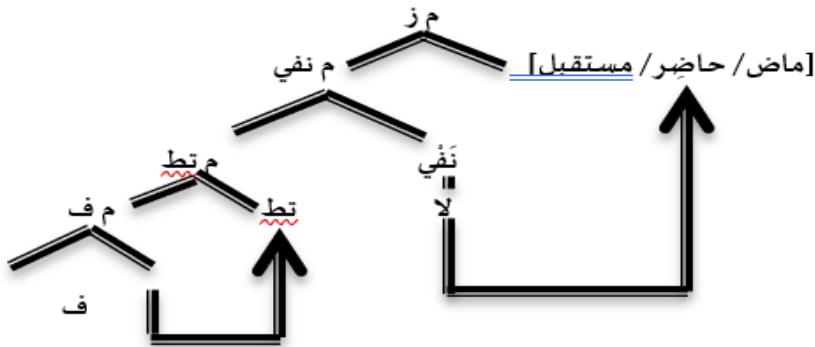 م ز
[ماض/ حاضِر/ مستقبل]
م نفي
نَفْي
م تط
لا
تط
م ف
ف